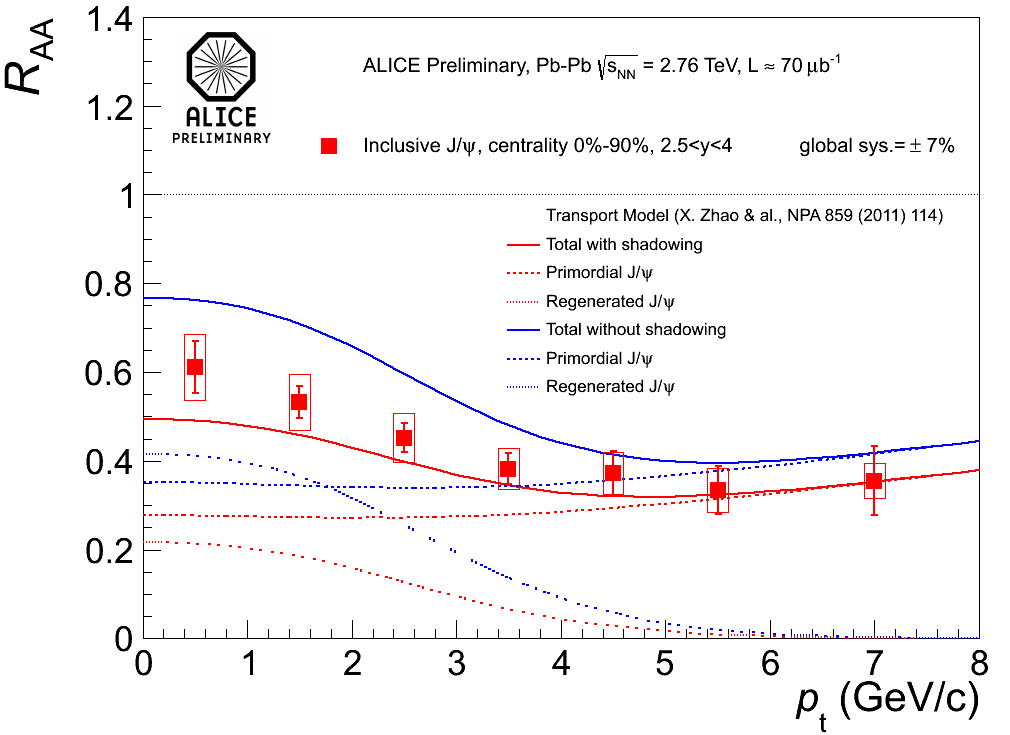 1.4
R_AA
ALICE Preliminary, Pb-Pb √s_NN = 2.76 TeV, L ≈ 70 μb⁻¹
ALICE
PRELIMINARY
1.2
Inclusive J/ψ, centrality 0%-90%, 2.5<y<4 global sys.= ± 7%
1
Transport Model (X. Zhao & al., NPA 859 (2011) 114)
Total with shadowing
Primordial J/ψ
Regenerated J/ψ
Total without shadowing
Primordial J/ψ
Regenerated J/ψ
0.8
0.6
0.4
0.2
0
0 1 2 3 4 5 6 7 8
p_t (GeV/c)